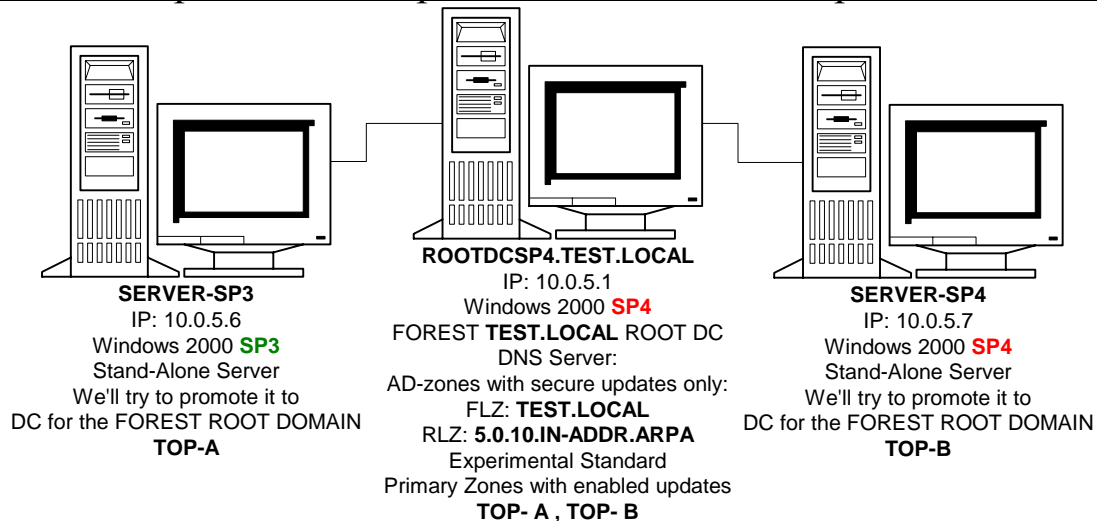 SERVER-SP3
IP: 10.0.5.6
Windows 2000 SP3
Stand-Alone Server
We'll try to promote it to
DC for the FOREST ROOT DOMAIN
TOP-A
ROOTDCSP4.TEST.LOCAL
IP: 10.0.5.1
Windows 2000 SP4
FOREST TEST.LOCAL ROOT DC
DNS Server:
AD-zones with secure updates only:
FLZ: TEST.LOCAL
RLZ: 5.0.10.IN-ADDR.ARPA
Experimental Standard
Primary Zones with enabled updates
TOP- A , TOP- B
SERVER-SP4
IP: 10.0.5.7
Windows 2000 SP4
Stand-Alone Server
We'll try to promote it to
DC for the FOREST ROOT DOMAIN
TOP-B